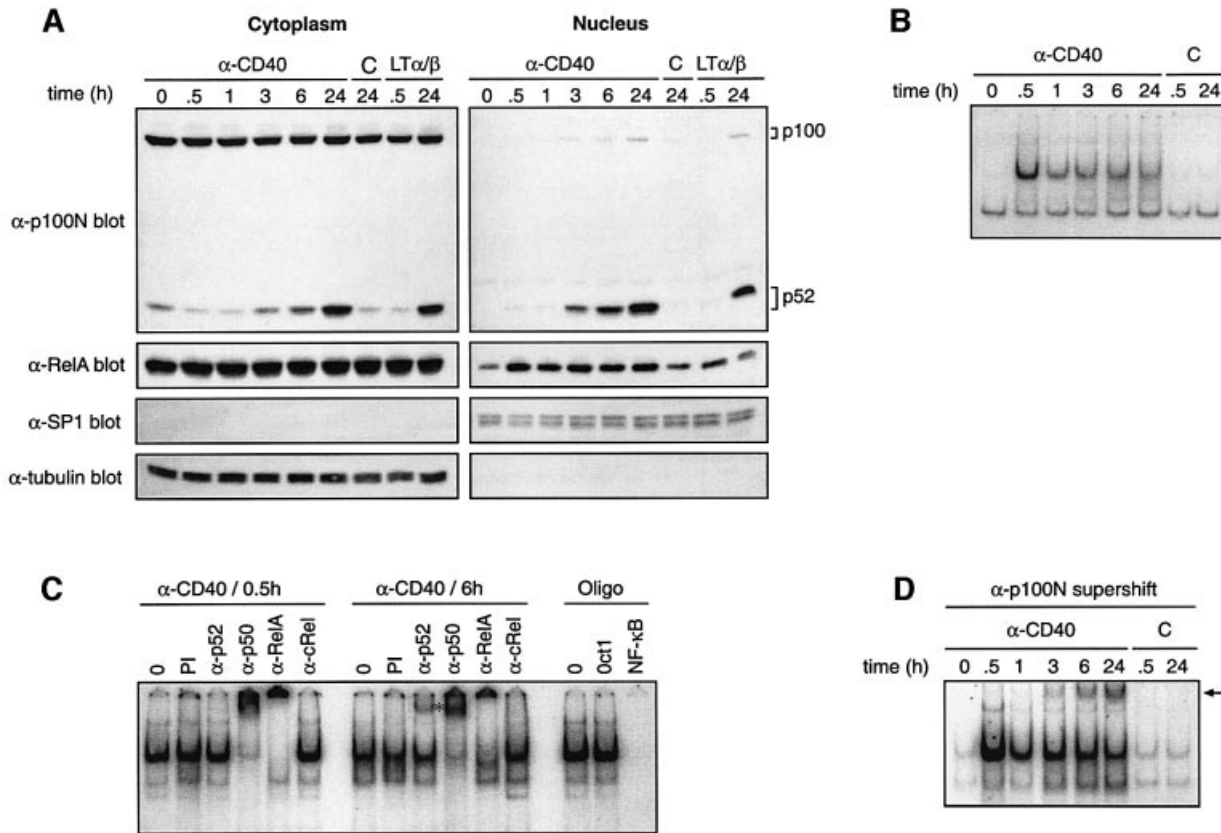 A
Cytoplasm
Nucleus
α-CD40 C LTα/β
α-CD40 C LTα/β
time (h) 0 .5 1 3 6 24 24 .5 24
0 .5 1 3 6 24 24 .5 24
p100
α-p100N blot
p52
α-RelA blot
α-SP1 blot
α-tubulin blot
B
α-CD40 C
time (h) 0 .5 1 3 6 24 .5 24
C
α-CD40 / 0.5h
α-CD40 / 6h
Oligo
0 PI α-p52 α-p50 α-RelA α-cRel
0 PI α-p52 α-p50 α-RelA α-cRel
0 Oct1 NF-κB
*
D
α-p100N supershift
α-CD40 C
time (h) 0 .5 1 3 6 24 .5 24